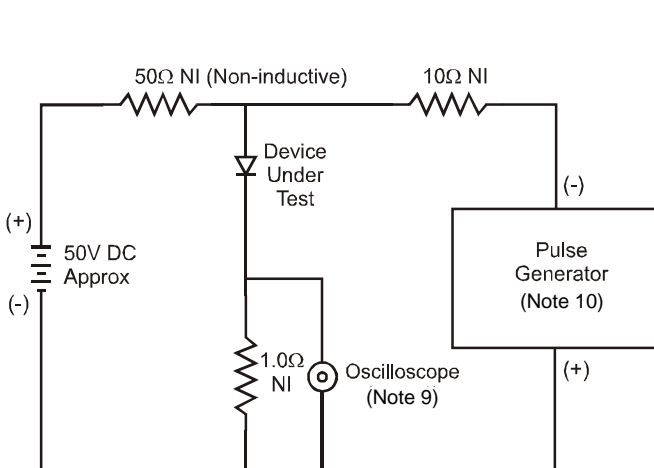 50Ω NI (Non-inductive)
10Ω NI
Device
Under
Test
(-)
(+)
50V DC
Approx
(-)
Pulse
Generator
(Note 10)
1.0Ω
NI
Oscilloscope
(Note 9)
(+)